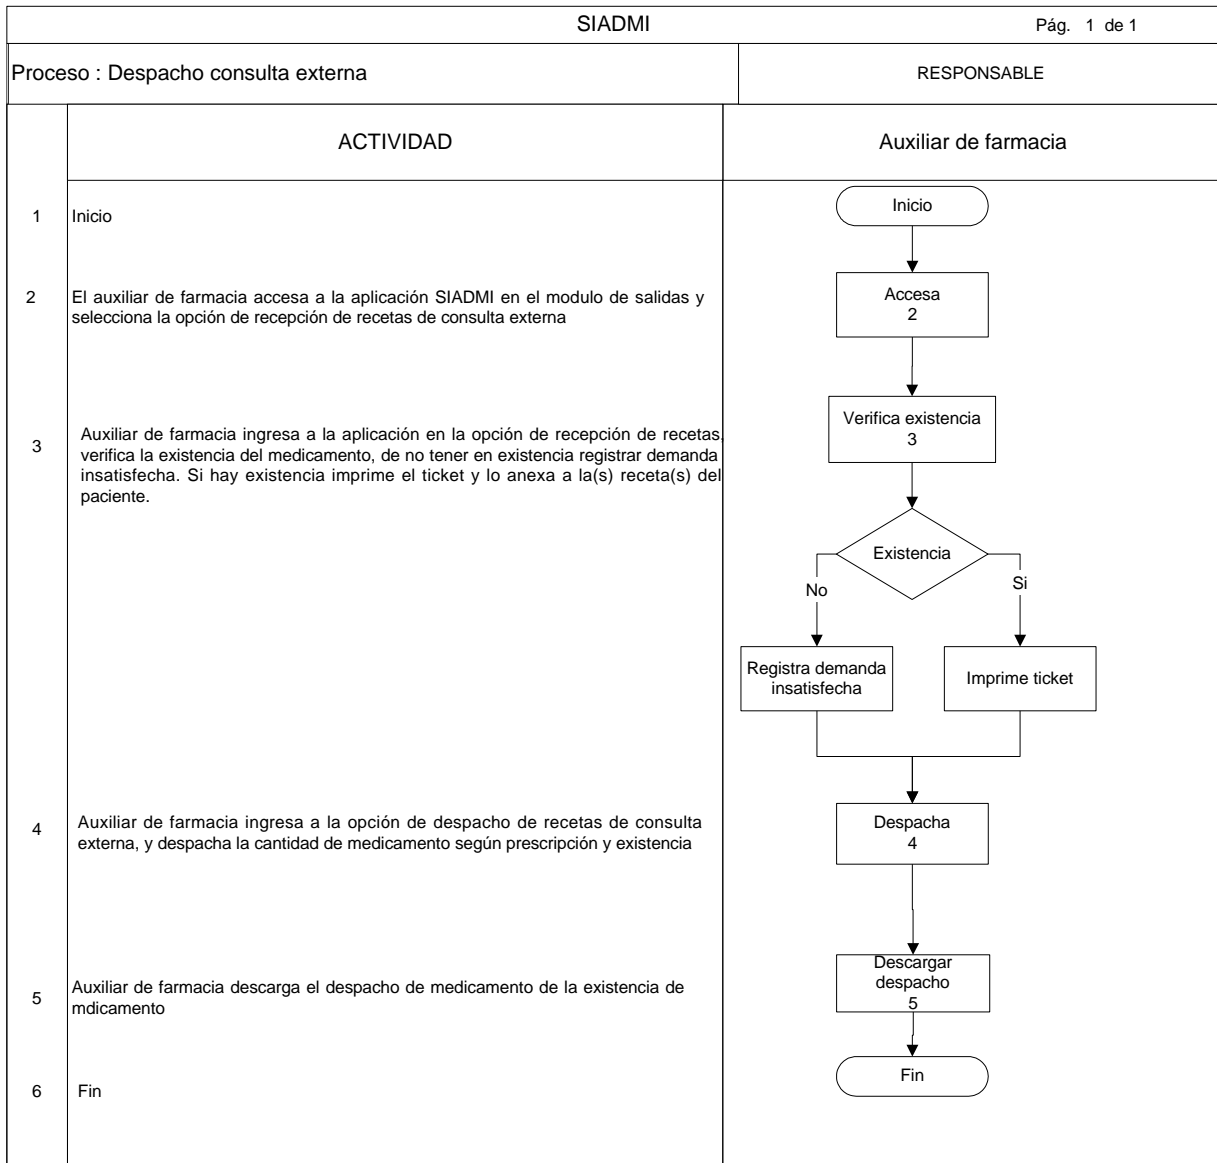 SIADMI
Pág. 1 de 1
Proceso : Despacho consulta externa
RESPONSABLE
ACTIVIDAD
Auxiliar de farmacia
1
Inicio
Inicio
2
El auxiliar de farmacia accesa a la aplicación SIADMI en el modulo de salidas y
selecciona la opción de recepción de recetas de consulta externa
Accesa
2
3
Auxiliar de farmacia ingresa a la aplicación en la opción de recepción de recetas,
verifica la existencia del medicamento, de no tener en existencia registrar demanda
insatisfecha. Si hay existencia imprime el ticket y lo anexa a la(s) receta(s) del
paciente.
Verifica existencia
3
Existencia
No
Si
Registra demanda
insatisfecha
Imprime ticket
4
Auxiliar de farmacia ingresa a la opción de despacho de recetas de consulta
externa, y despacha la cantidad de medicamento según prescripción y existencia
Despacha
4
5
Auxiliar de farmacia descarga el despacho de medicamento de la existencia de
mdicamento
Descargar
despacho
5
6
Fin
Fin